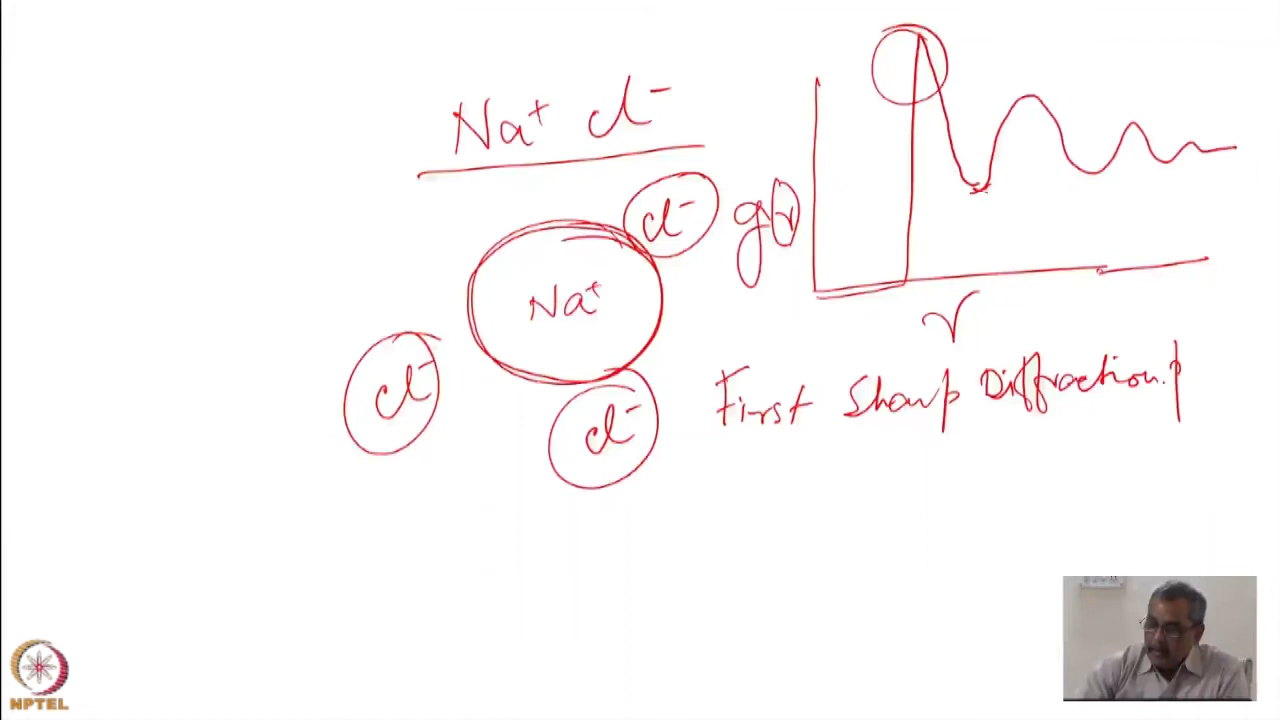 Na⁺ Cl⁻
Cl⁻
g(r)
Na⁺
r
Cl⁻
First Sharp Diffraction. p
Cl⁻
NPTEL